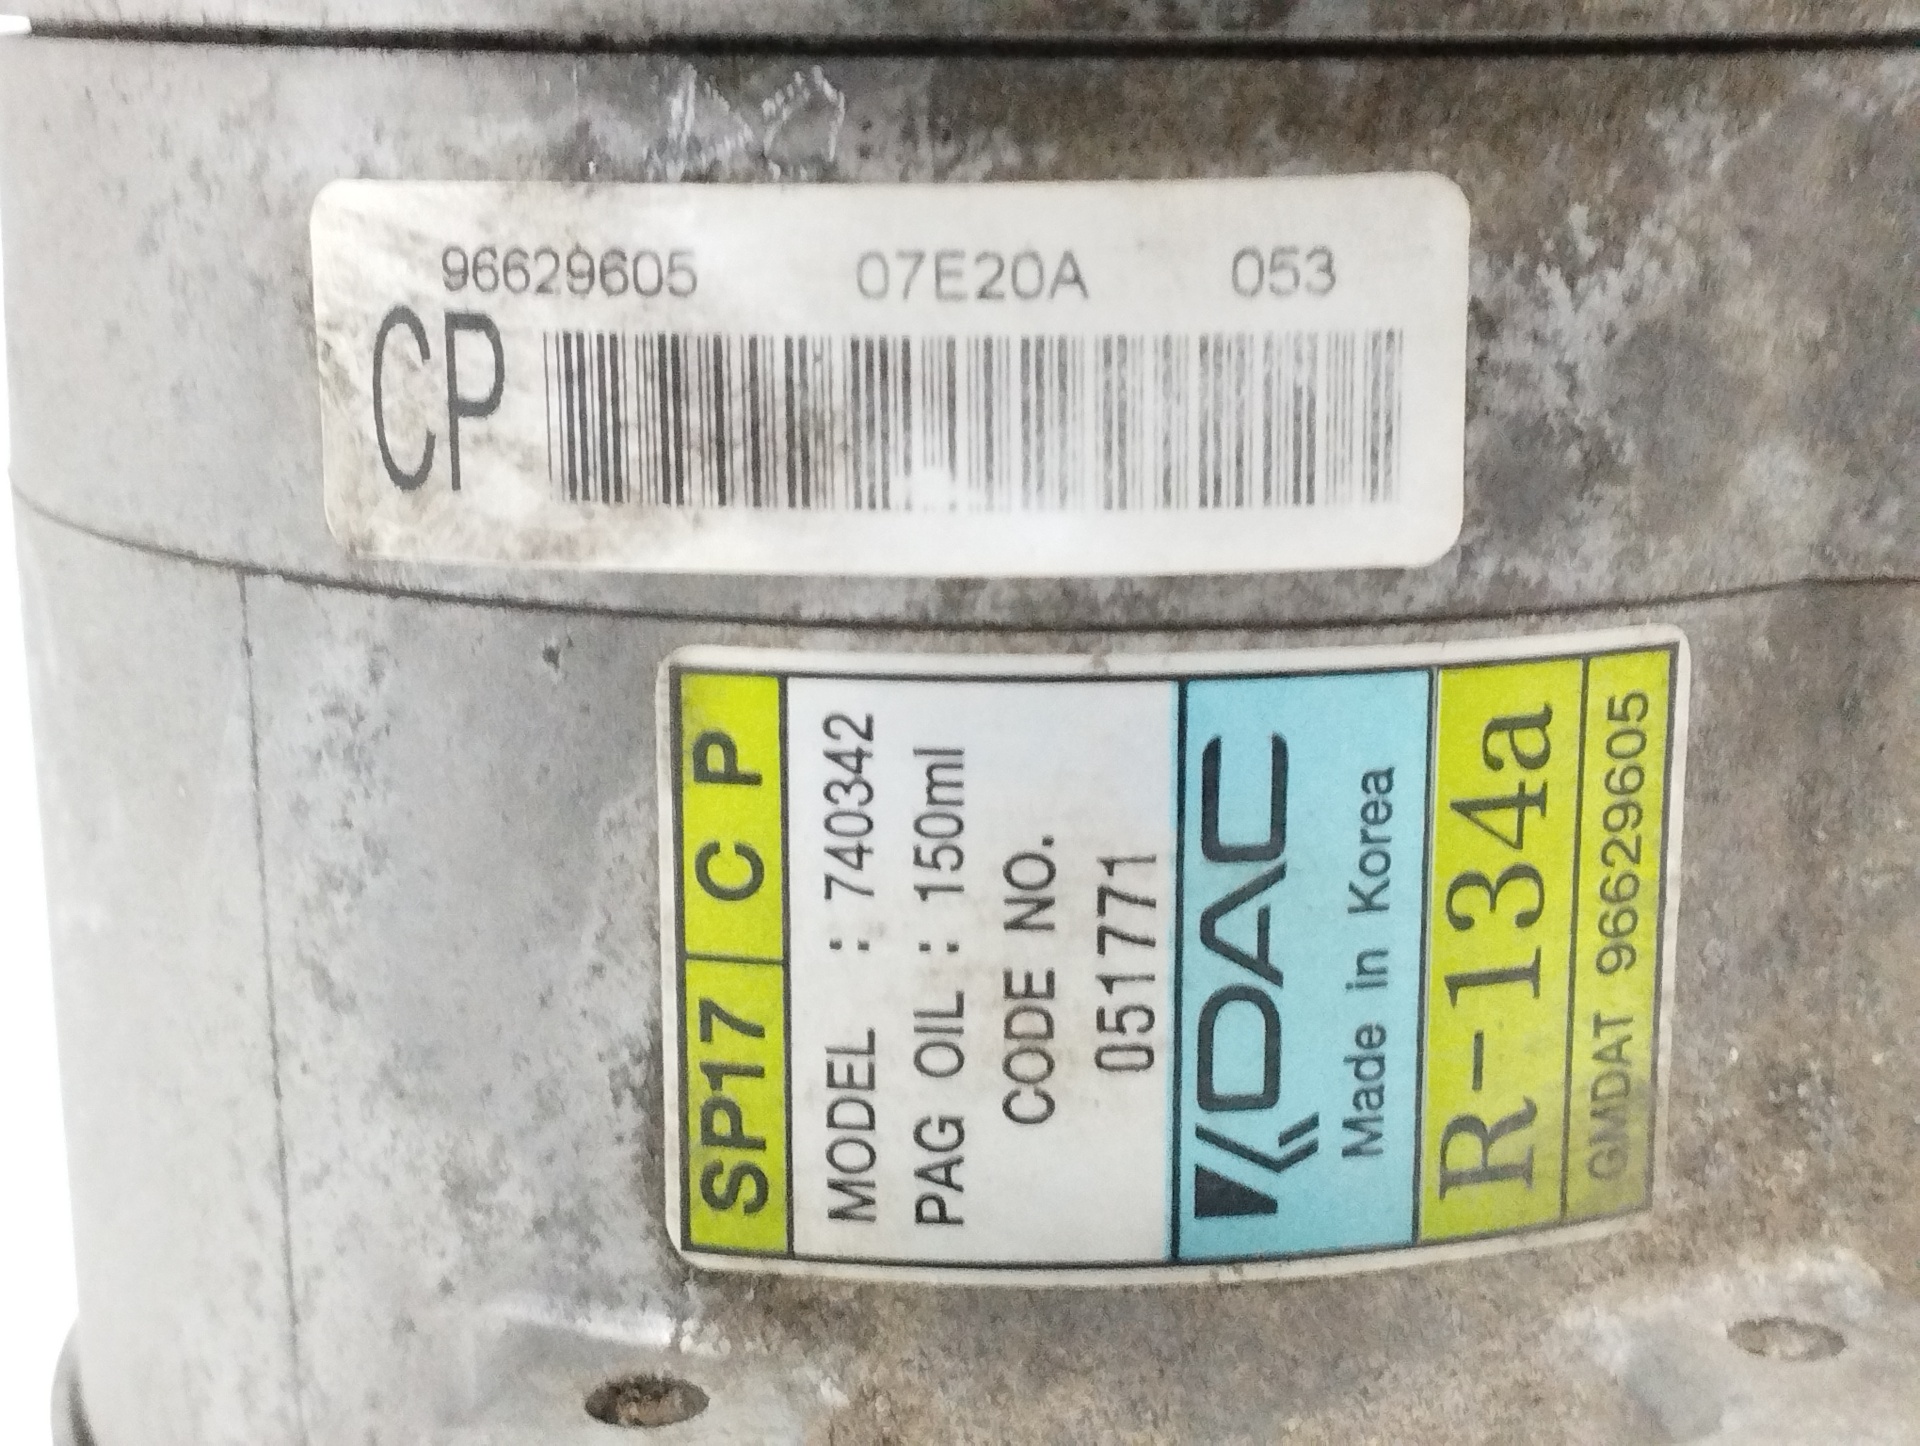 96629605 07E20A 053
CP
SP17 C P
MODEL : 740342
PAG OIL : 150ml
CODE NO.
051771
KDAC
Made in Korea
R-134a
GMDAT 96629605